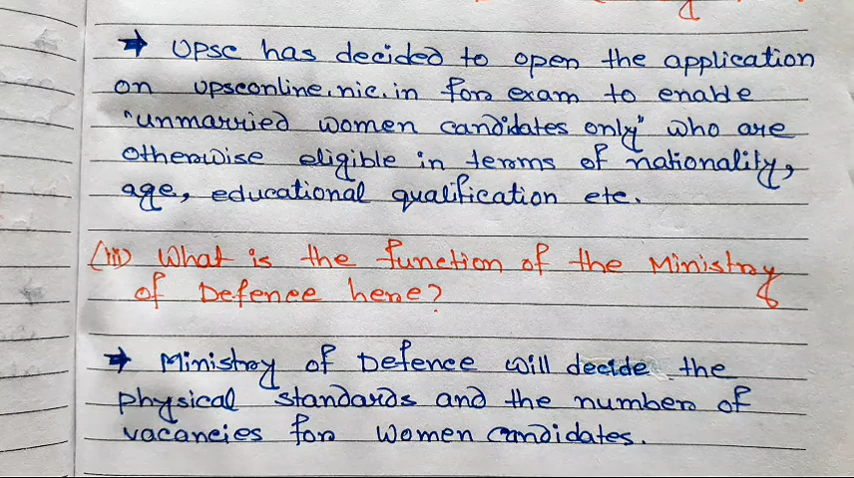 → UPSC has decided to open the application
on upsconline.nic.in for exam to enable
"unmarried women candidates only" who are
otherwise eligible in terms of nationality,
age, educational qualification etc.
(iii) What is the function of the Ministry
of Defence here?
→ Ministry of Defence will decide the
physical standards and the number of
vacancies for women candidates.